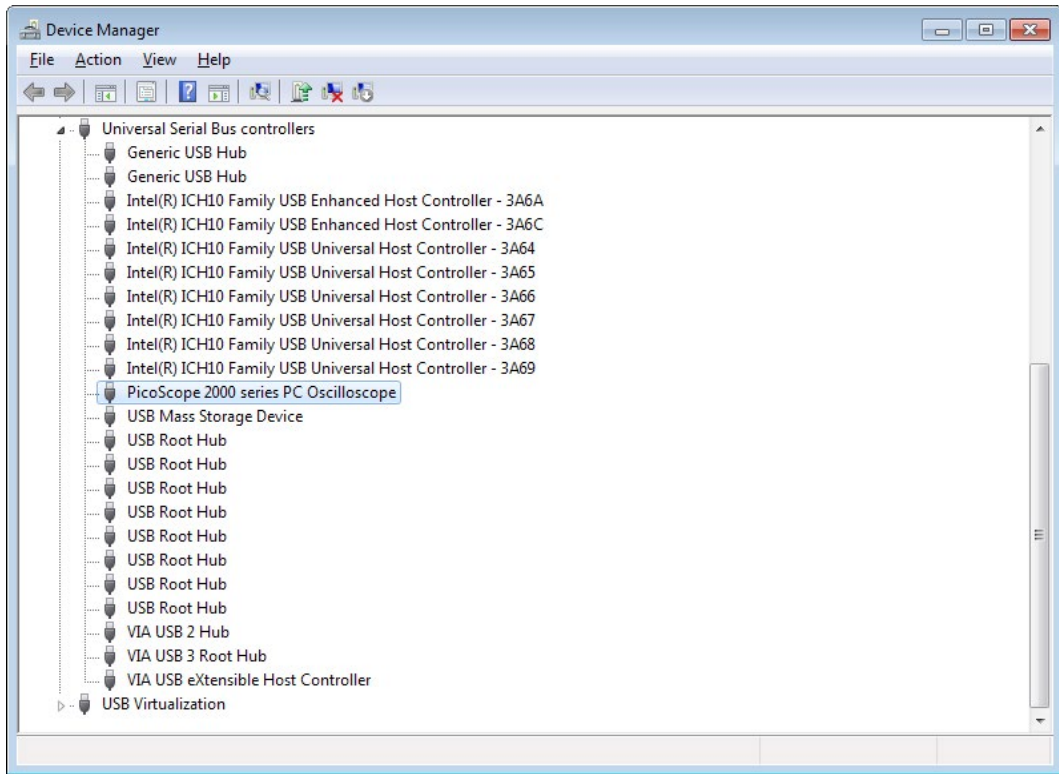 Device Manager
File Action View Help
Universal Serial Bus controllers
Generic USB Hub
Generic USB Hub
Intel(R) ICH10 Family USB Enhanced Host Controller - 3A6A
Intel(R) ICH10 Family USB Enhanced Host Controller - 3A6C
Intel(R) ICH10 Family USB Universal Host Controller - 3A64
Intel(R) ICH10 Family USB Universal Host Controller - 3A65
Intel(R) ICH10 Family USB Universal Host Controller - 3A66
Intel(R) ICH10 Family USB Universal Host Controller - 3A67
Intel(R) ICH10 Family USB Universal Host Controller - 3A68
Intel(R) ICH10 Family USB Universal Host Controller - 3A69
PicoScope 2000 series PC Oscilloscope
USB Mass Storage Device
USB Root Hub
USB Root Hub
USB Root Hub
USB Root Hub
USB Root Hub
USB Root Hub
USB Root Hub
USB Root Hub
VIA USB 2 Hub
VIA USB 3 Root Hub
VIA USB eXtensible Host Controller
USB Virtualization